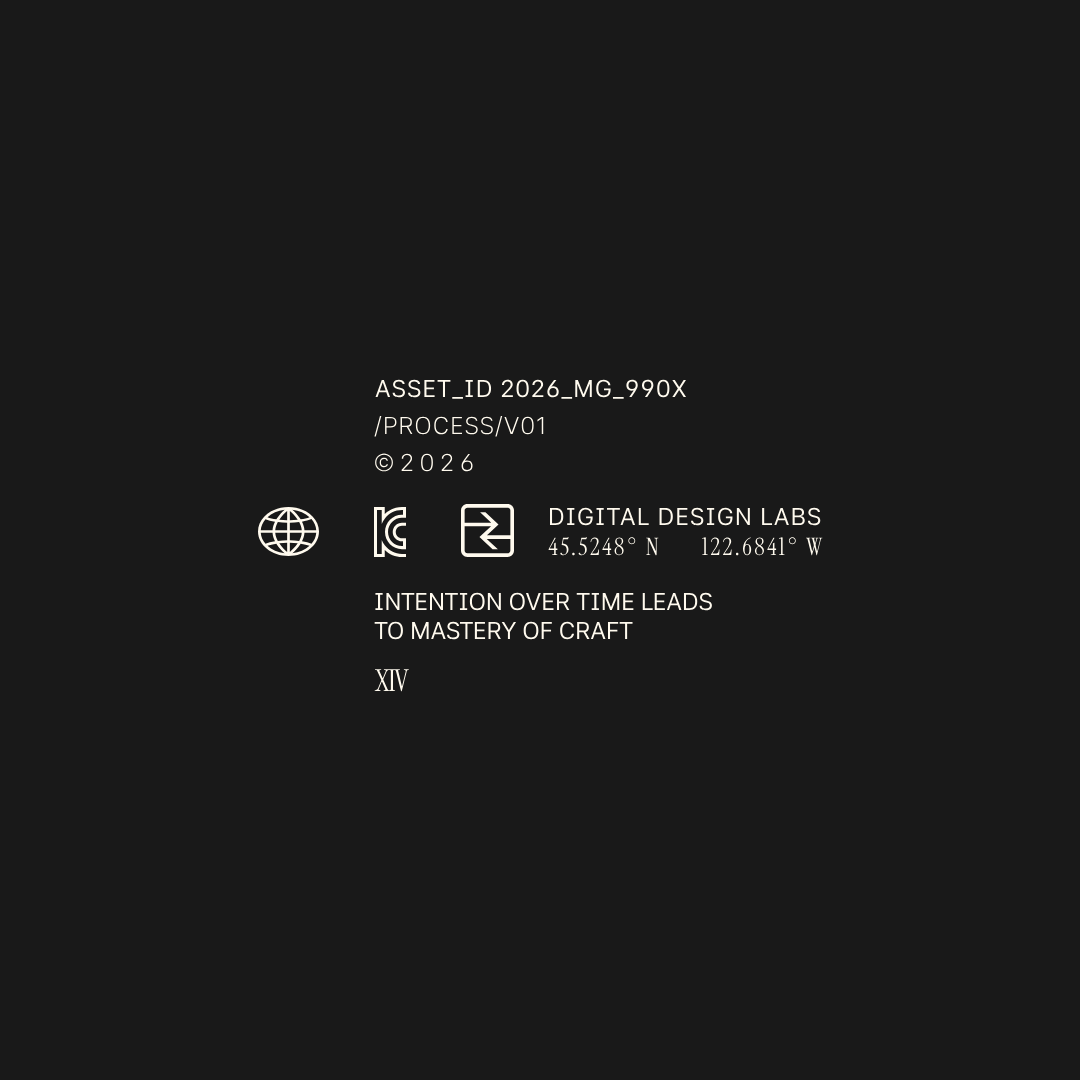 ASSET_ID 2026_MG_990X
/PROCESS/V01
©2026
DIGITAL DESIGN LABS
45.5248° N 122.6841° W
INTENTION OVER TIME LEADS
TO MASTERY OF CRAFT
XIV